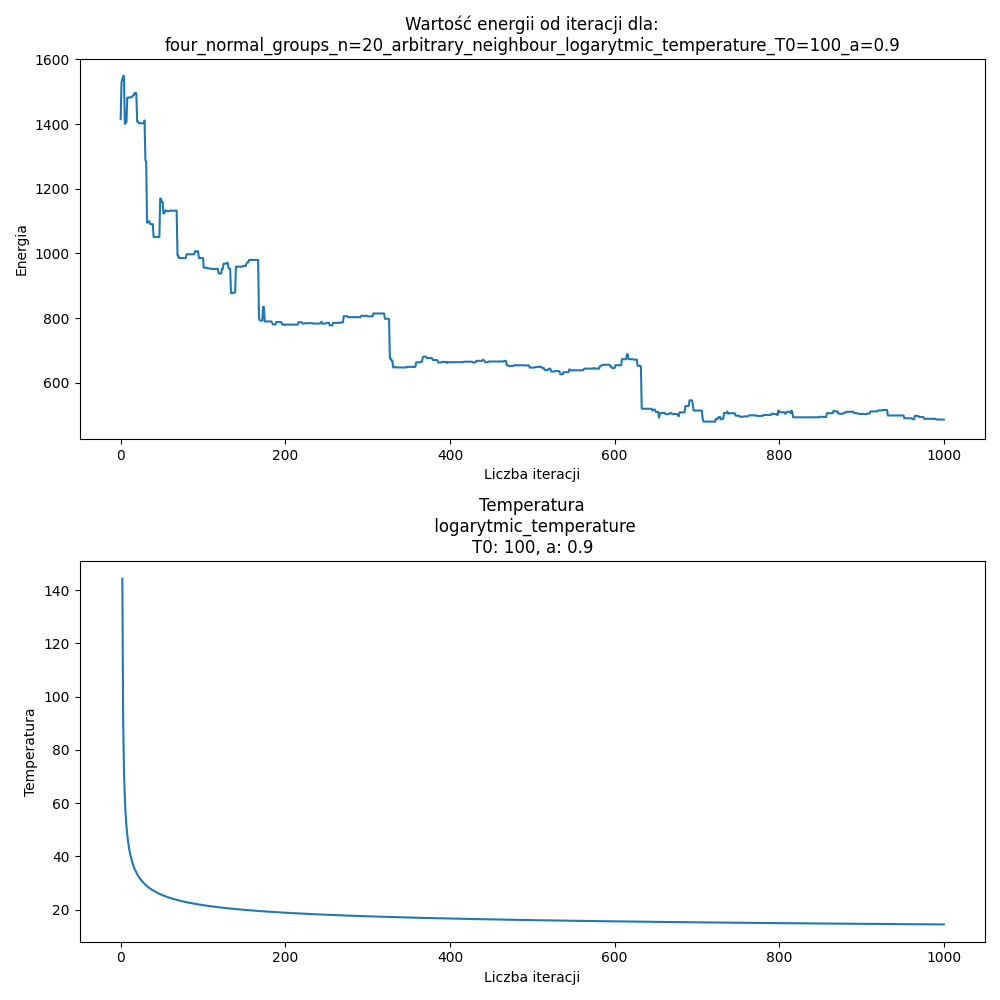 Wartość energii od iteracji dla:
four_normal_groups_n=20_arbitrary_neighbour_logarytmic_temperature_T0=100_a=0.9
1600
1400
1200
1000
800
600
Energia
0 200 400 600 800 1000
Liczba iteracji
Temperatura
logarytmic_temperature
T0: 100, a: 0.9
140
120
100
80
60
40
20
Temperatura
0 200 400 600 800 1000
Liczba iteracji